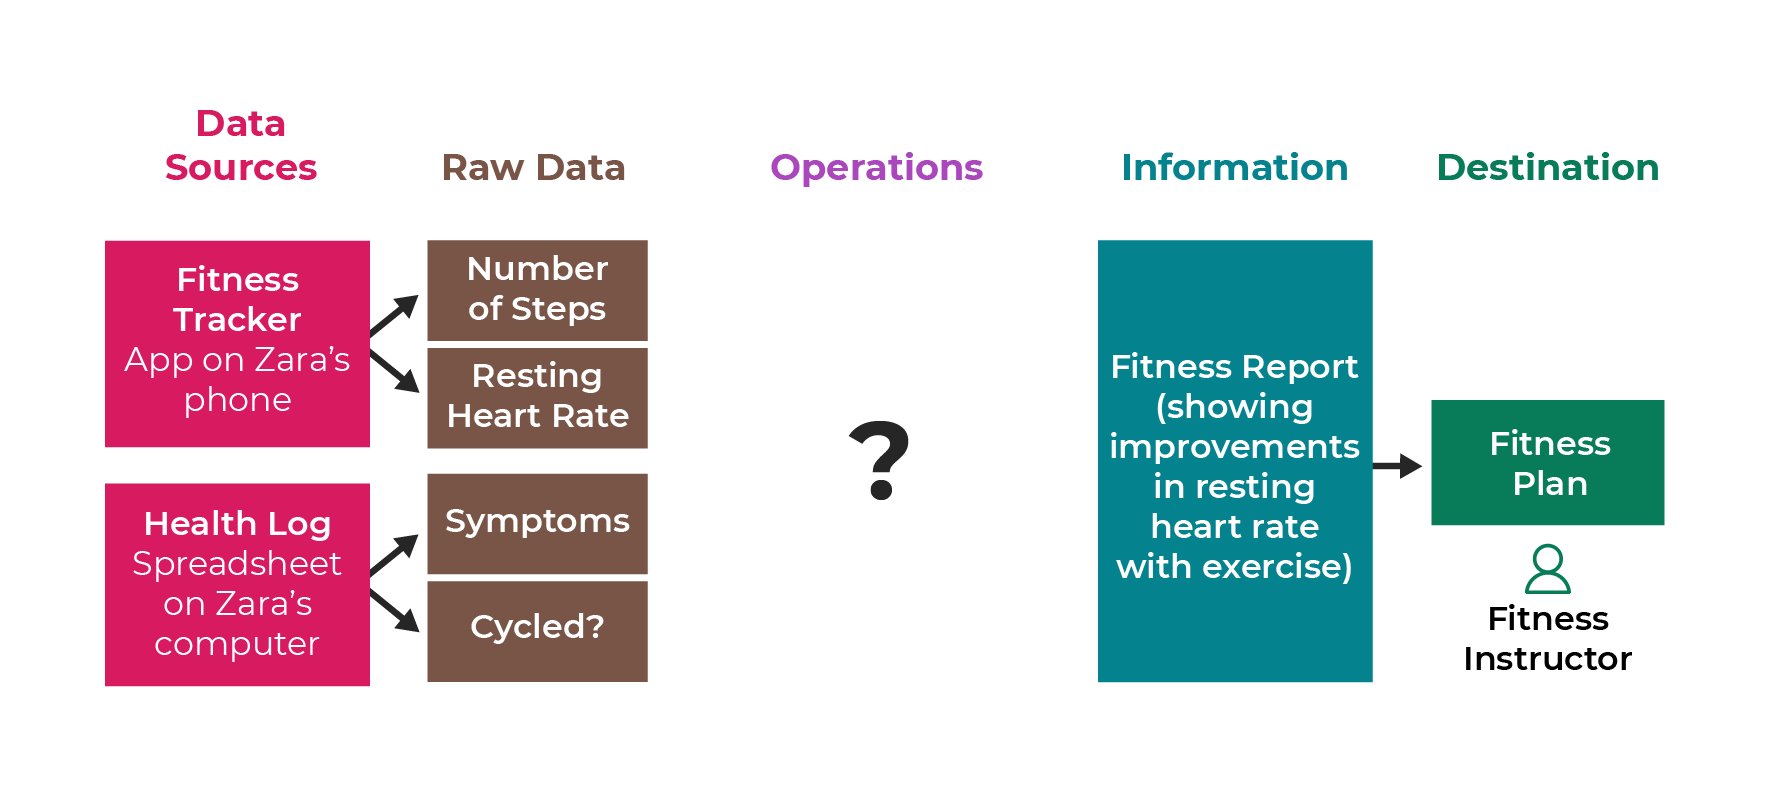 Data
Sources
Raw Data
Operations
Information
Destination
Fitness
Tracker
App on Zara's
phone
Number
of Steps
Resting
Heart Rate
Health Log
Spreadsheet
on Zara's
computer
Symptoms
Cycled?
?
Fitness Report
(showing
improvements
in resting
heart rate
with exercise)
Fitness
Plan
Fitness
Instructor